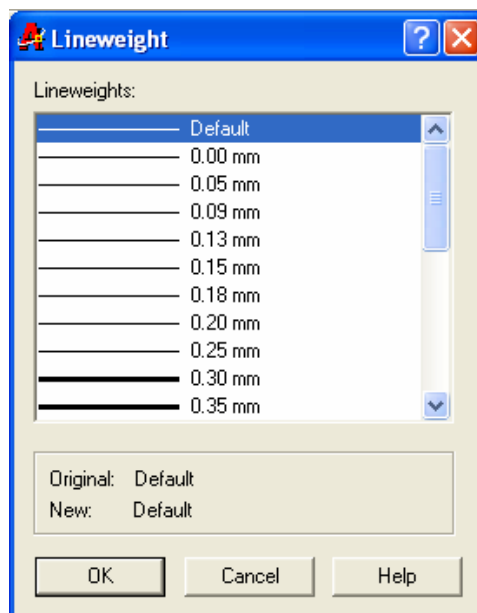 Lineweight
Lineweights:
Default
0.00 mm
0.05 mm
0.09 mm
0.13 mm
0.15 mm
0.18 mm
0.20 mm
0.25 mm
0.30 mm
0.35 mm
Original: Default
New: Default
OK Cancel Help